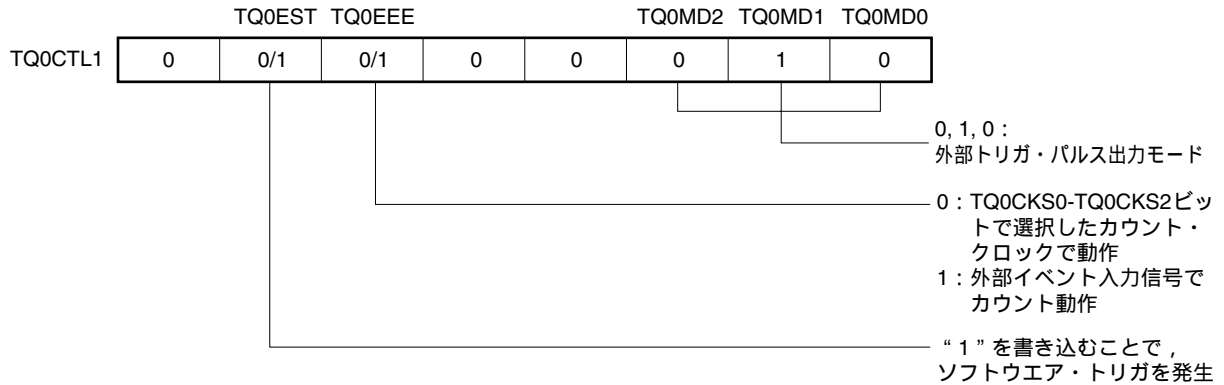 TQ0EST TQ0EEE TQ0MD2 TQ0MD1 TQ0MD0
TQ0CTL1 0 0/1 0/1 0 0 0 1 0
0, 1, 0：
外部トリガ・パルス出力モード
0：TQ0CKS0-TQ0CKS2ビッ
トで選択したカウント・
クロックで動作
1：外部イベント入力信号で
カウント動作
“1”を書き込むことで，
ソフトウエア・トリガを発生